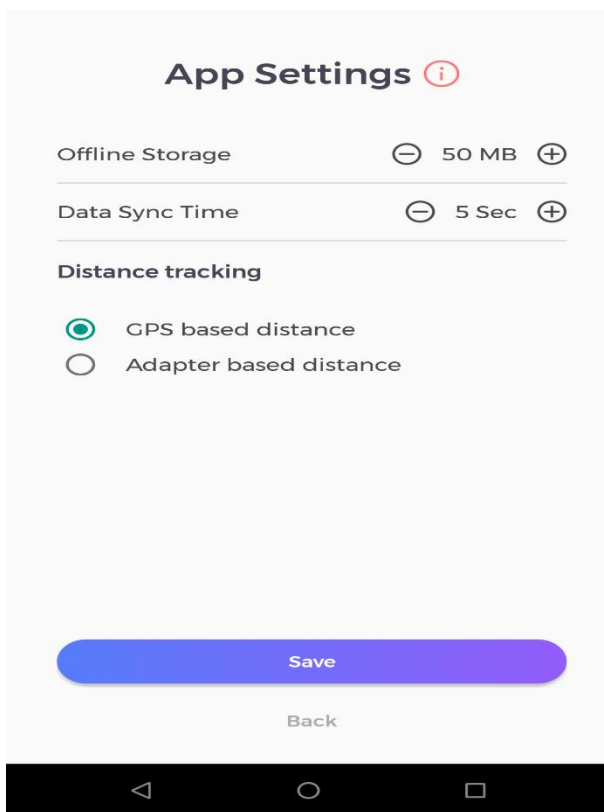 App Settings
Offline Storage 50 MB
Data Sync Time 5 Sec
Distance tracking
GPS based distance
Adapter based distance
Save
Back